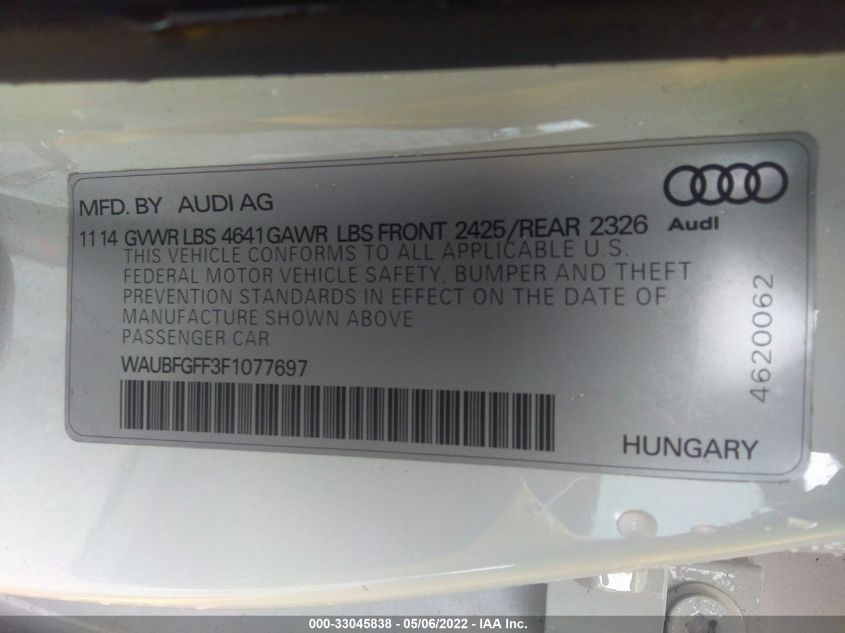 MFD. BY AUDI AG
Audi
11 14 GVWR LBS 4641 GAWR LBS FRONT 2425/REAR 2326
THIS VEHICLE CONFORMS TO ALL APPLICABLE U.S.
FEDERAL MOTOR VEHICLE SAFETY, BUMPER AND THEFT
PREVENTION STANDARDS IN EFFECT ON THE DATE OF
MANUFACTURE SHOWN ABOVE
PASSENGER CAR
WAUBFGFF3F1077697
4620062
HUNGARY
000-33045838 - 05/06/2022 - IAA Inc.